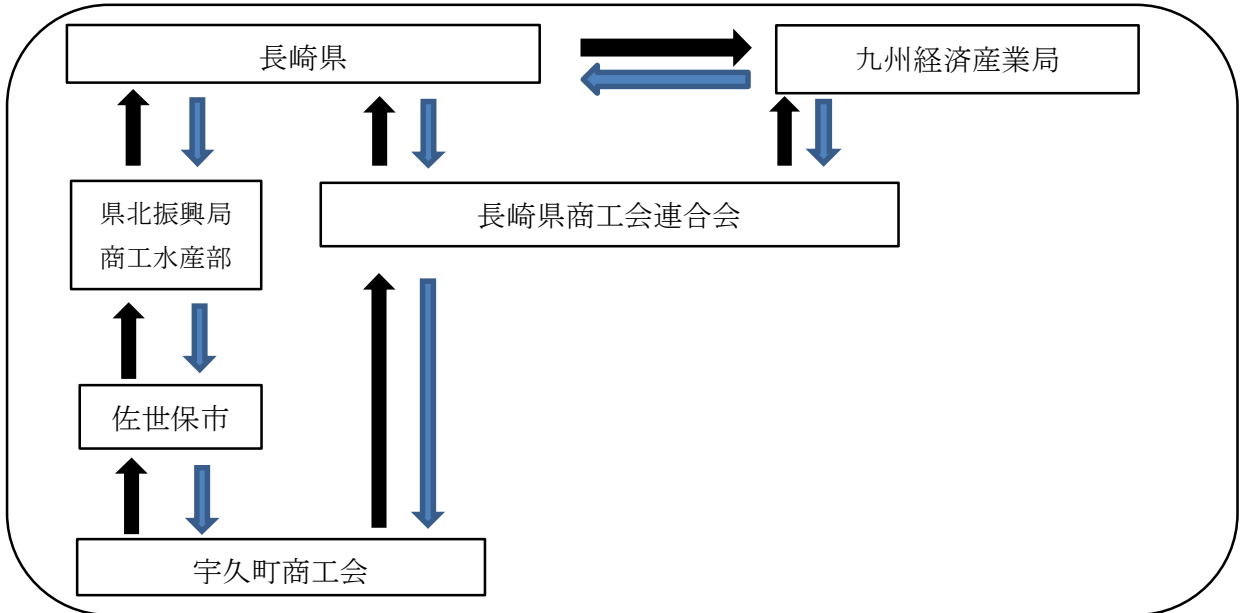 長崎県
九州経済産業局
県北振興局
商工水産部
長崎県商工会連合会
佐世保市
宇久町商工会